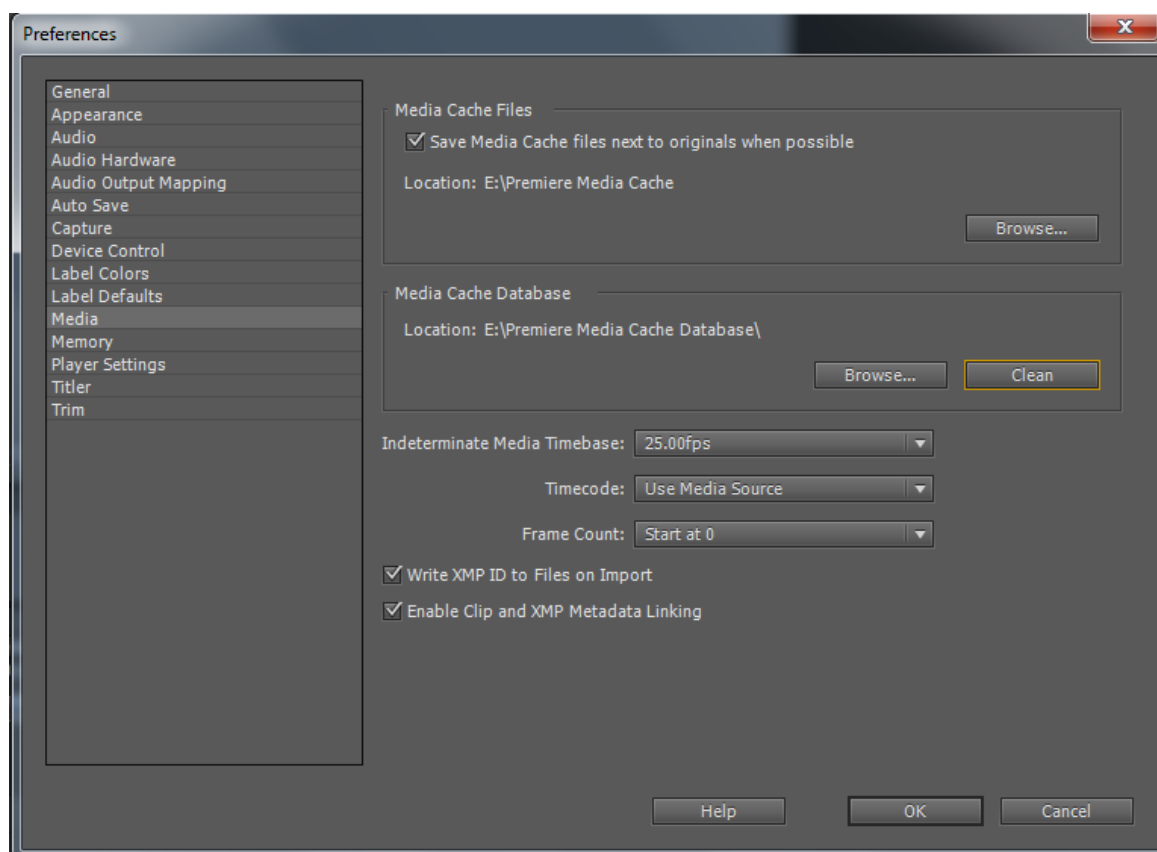 Preferences
General
Appearance
Audio
Audio Hardware
Audio Output Mapping
Auto Save
Capture
Device Control
Label Colors
Label Defaults
Media
Memory
Player Settings
Titler
Trim
Media Cache Files
Save Media Cache files next to originals when possible
Location: E:\Premiere Media Cache
Browse...
Media Cache Database
Location: E:\Premiere Media Cache Database\
Browse... Clean
Indeterminate Media Timebase: 25.00fps
Timecode: Use Media Source
Frame Count: Start at 0
Write XMP ID to Files on Import
Enable Clip and XMP Metadata Linking
Help OK Cancel